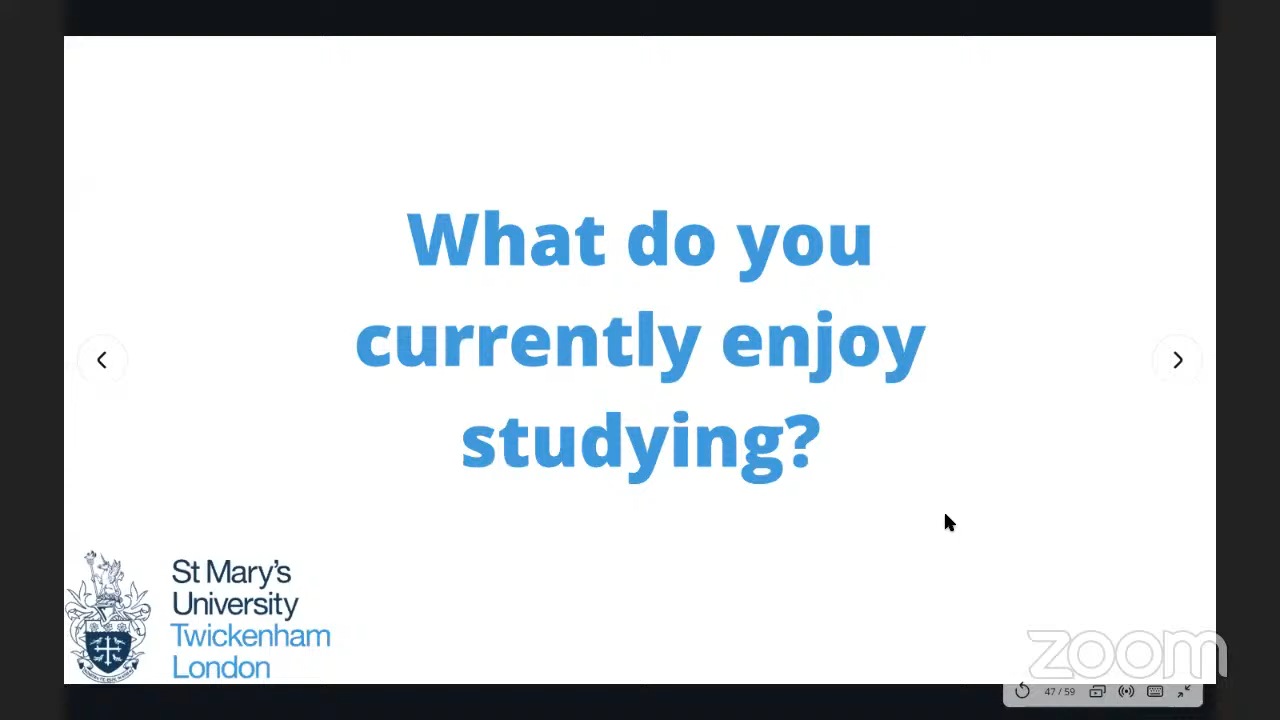 What do you
currently enjoy
studying?
St Mary's
University
Twickenham
London
zoom
47 / 59